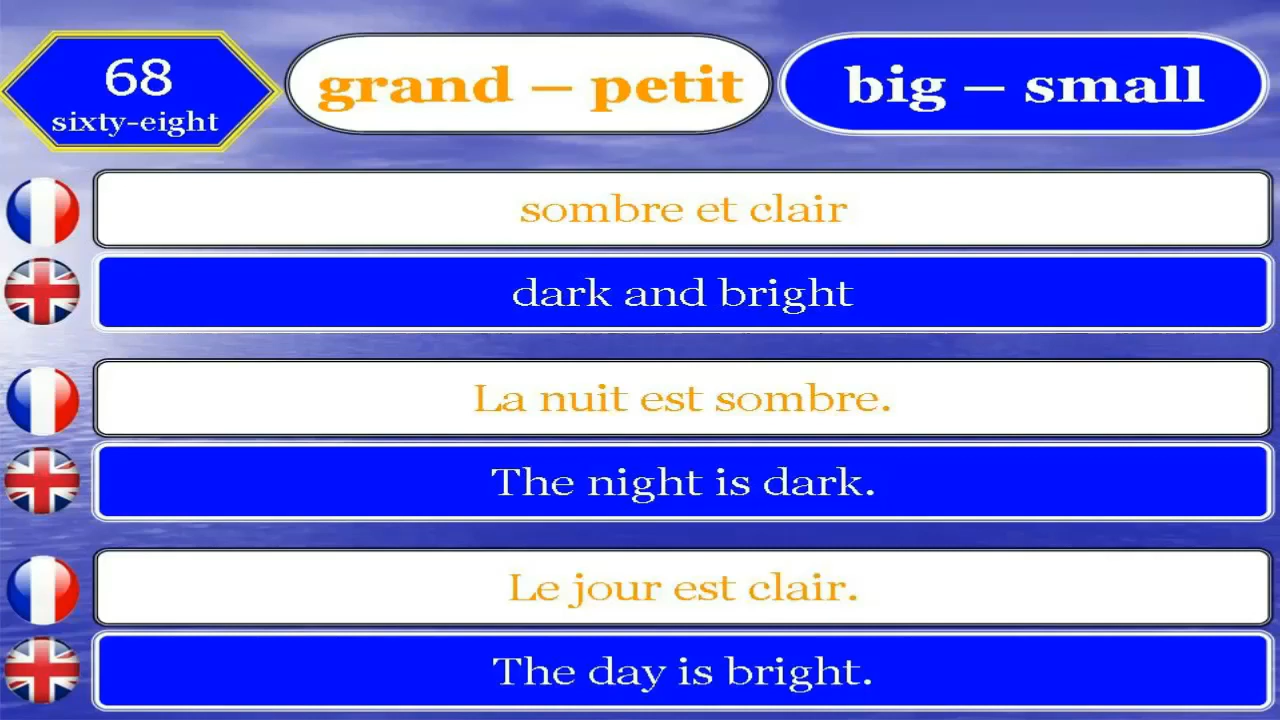 68
sixty-eight
grand – petit
big – small
sombre et clair
dark and bright
La nuit est sombre.
The night is dark.
Le jour est clair.
The day is bright.